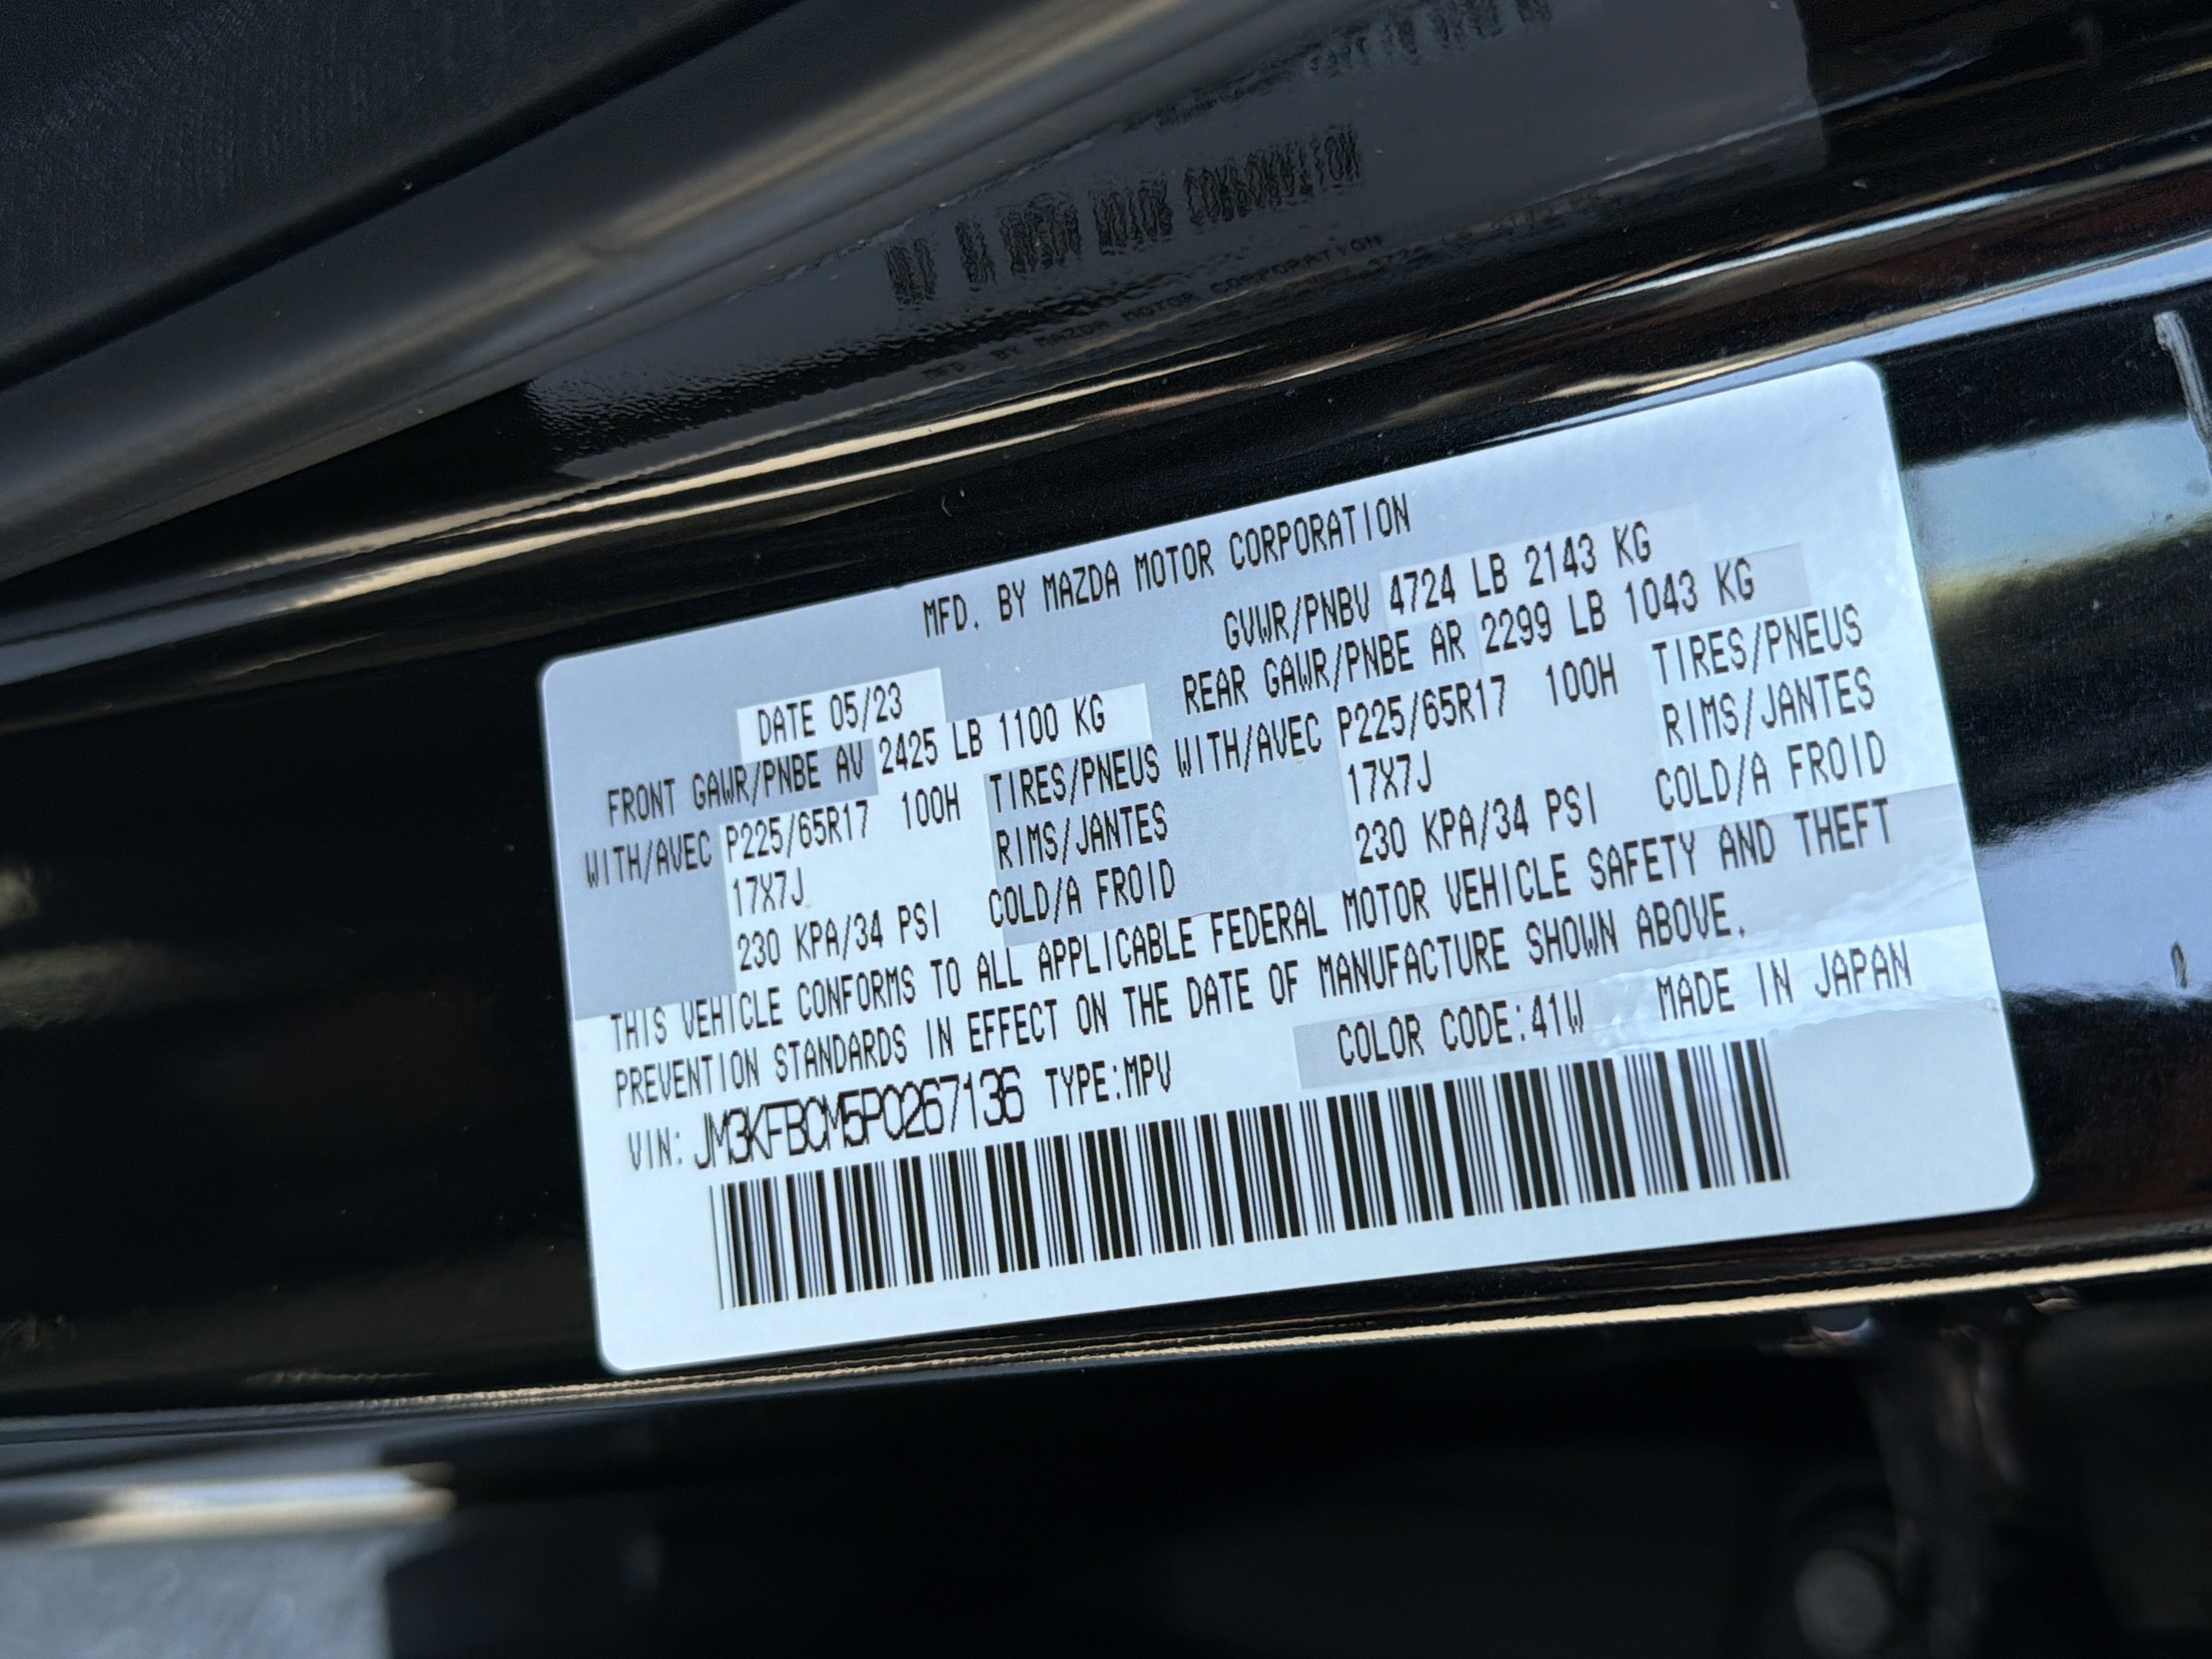 MFD. BY MAZDA MOTOR CORPORATION
DATE 05/23 GVWR/PNBV 4724 LB 2143 KG
FRONT GAWR/PNBE AV 2425 LB 1100 KG REAR GAWR/PNBE AR 2299 LB 1043 KG
WITH/AVEC P225/65R17 100H TIRES/PNEUS WITH/AVEC P225/65R17 100H TIRES/PNEUS
17X7J RIMS/JANTES 17X7J RIMS/JANTES
230 KPA/34 PSI COLD/A FROID 230 KPA/34 PSI COLD/A FROID
THIS VEHICLE CONFORMS TO ALL APPLICABLE FEDERAL MOTOR VEHICLE SAFETY AND THEFT
PREVENTION STANDARDS IN EFFECT ON THE DATE OF MANUFACTURE SHOWN ABOVE.
VIN: JM3KFBCM5P0267136 TYPE:MPV COLOR CODE:41W MADE IN JAPAN